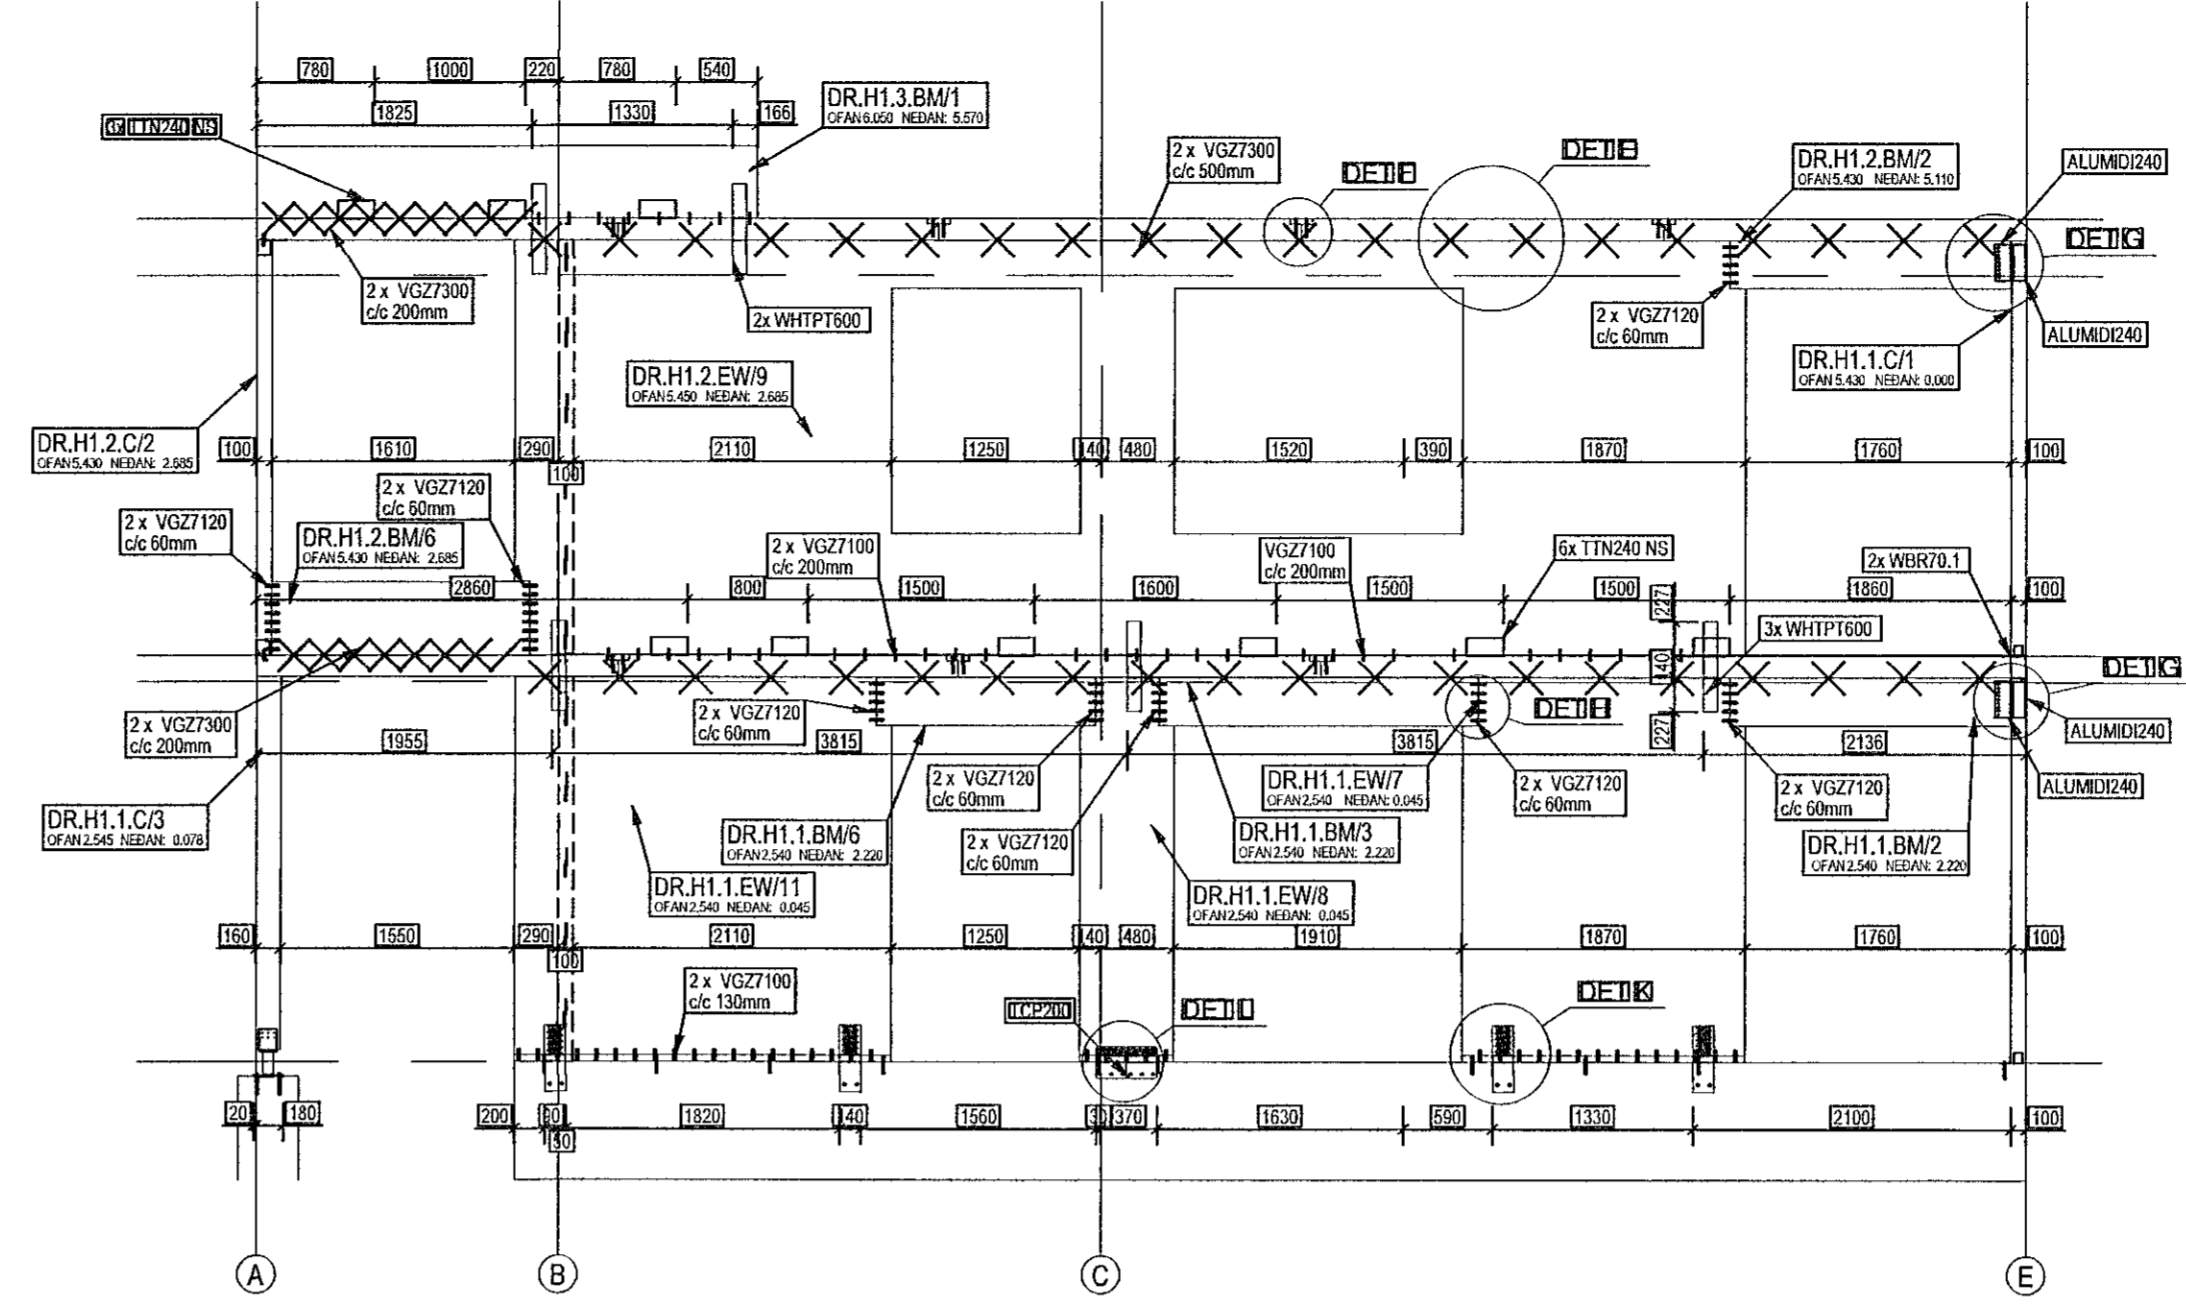 780 1000 220 780 540
1825 1330 166
DR.H1.3.BM/1
OFAN 6.050 NEÐAN: 5.570
3x TTN240 NS
2 x VGZ7300
c/c 500mm
DET F
DET E
DR.H1.2.BM/2
OFAN 5.430 NEÐAN: 5.110
ALUMIDI240
DET G
2 x VGZ7300
c/c 200mm
2x WHTPT600
2 x VGZ7120
c/c 60mm
ALUMIDI240
DR.H1.2.EW/9
OFAN 5.450 NEÐAN: 2.685
DR.H1.1.C/1
OFAN 5.430 NEÐAN: 0.000
DR.H1.2.C/2
OFAN 5.430 NEÐAN: 2.685
100 1610 290 2110 1250 140 480 1520 390 1870 1760 100
100
2 x VGZ7120
c/c 60mm
2 x VGZ7120
c/c 60mm
DR.H1.2.BM/6
OFAN 5.430 NEÐAN: 2.685
2 x VGZ7100
c/c 200mm
VGZ7100
c/c 200mm
6x TTN240 NS
2x WBR70.1
2860 800 1500 1600 1500 1500 227 1860 100
3x WHTPT600
140
DET G
2 x VGZ7300
c/c 200mm
2 x VGZ7120
c/c 60mm
DET H
227
ALUMIDI240
1955 3815 3815 2136
2 x VGZ7120
c/c 60mm
DR.H1.1.EW/7
OFAN 2.540 NEÐAN: 0.045
2 x VGZ7120
c/c 60mm
2 x VGZ7120
c/c 60mm
ALUMIDI240
DR.H1.1.C/3
OFAN 2.545 NEÐAN: 0.078
DR.H1.1.BM/6
OFAN 2.540 NEÐAN: 2.220
2 x VGZ7120
c/c 60mm
DR.H1.1.BM/3
OFAN 2.540 NEÐAN: 2.220
DR.H1.1.BM/2
OFAN 2.540 NEÐAN: 2.220
DR.H1.1.EW/11
OFAN 2.540 NEÐAN: 0.045
DR.H1.1.EW/8
OFAN 2.540 NEÐAN: 0.045
160 1550 290 2110 1250 140 480 1910 1870 1760 100
100
2 x VGZ7100
c/c 130mm
TCP200
DET L
DET K
20 180 200 1820 140 1560 370 1630 590 1330 2100 100
A B C E